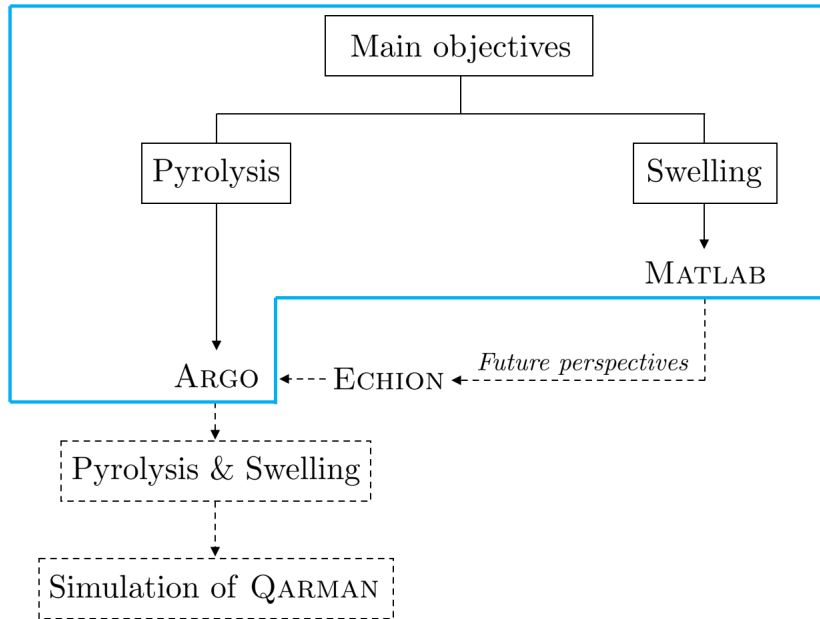 Main objectives
Pyrolysis
Swelling
MATLAB
Future perspectives
ARGO
ECHION
Pyrolysis & Swelling
Simulation of QARMAN